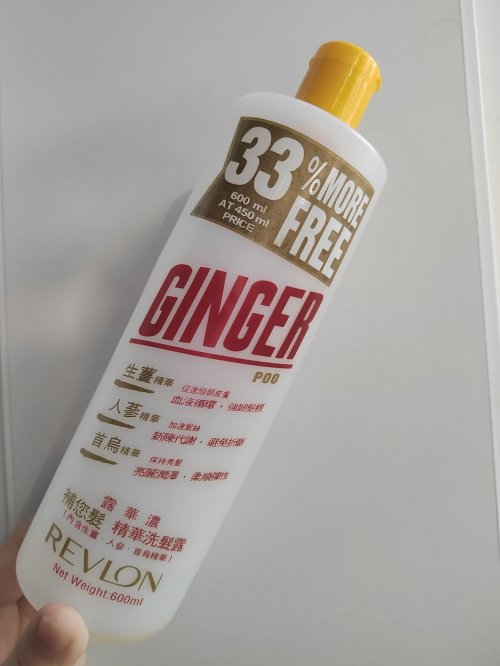 33%MORE
600 ml
AT 450 ml
PRICE
FREE
GINGER
POO
生薑精華
促進頭部皮膚
血液循環，強韌髮根
人蔘精華
加速髮絲
新陳代謝，避免折斷
首烏精華
保持秀髮
亮麗潤澤，柔順彈性
露華濃
補您髮 精華洗髮露
(內含生薑、人參、首烏精華)
REVLON
Net Weight:600ml